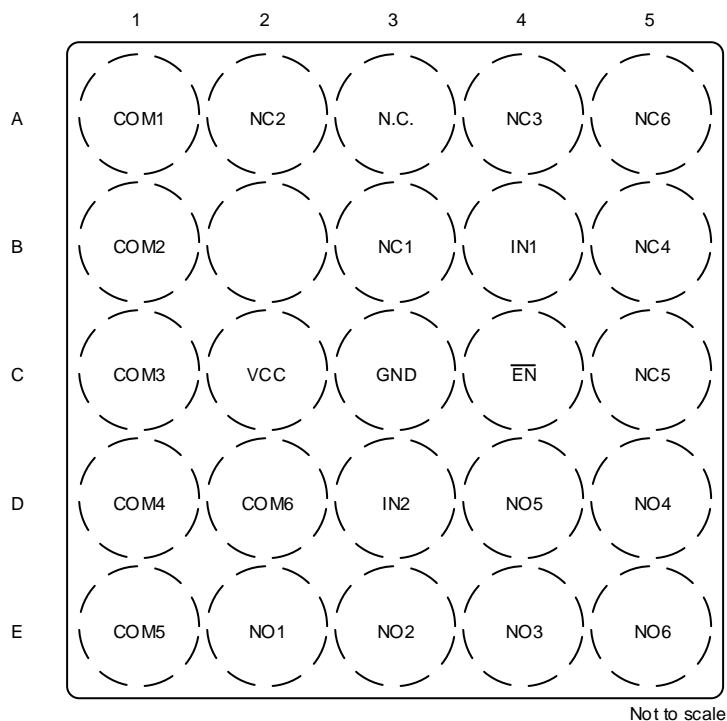 1 2 3 4 5
A COM1 NC2 N.C. NC3 NC6
B COM2 NC1 IN1 NC4
C COM3 VCC GND E̅N̅ NC5
D COM4 COM6 IN2 NO5 NO4
E COM5 NO1 NO2 NO3 NO6
Not to scale